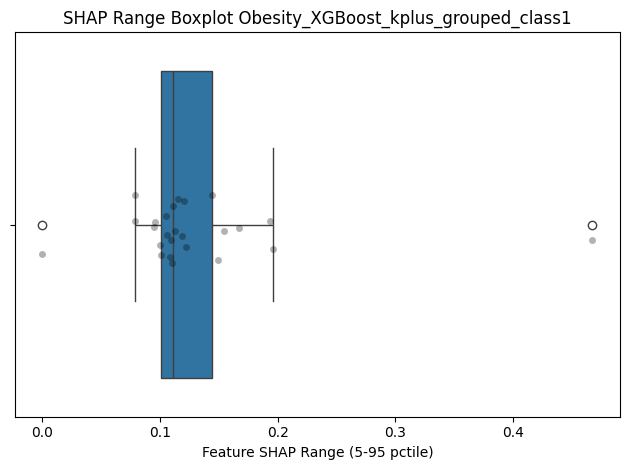 SHAP Range Boxplot Obesity_XGBoost_kplus_grouped_class1
0.0 0.1 0.2 0.3 0.4
Feature SHAP Range (5-95 pctile)